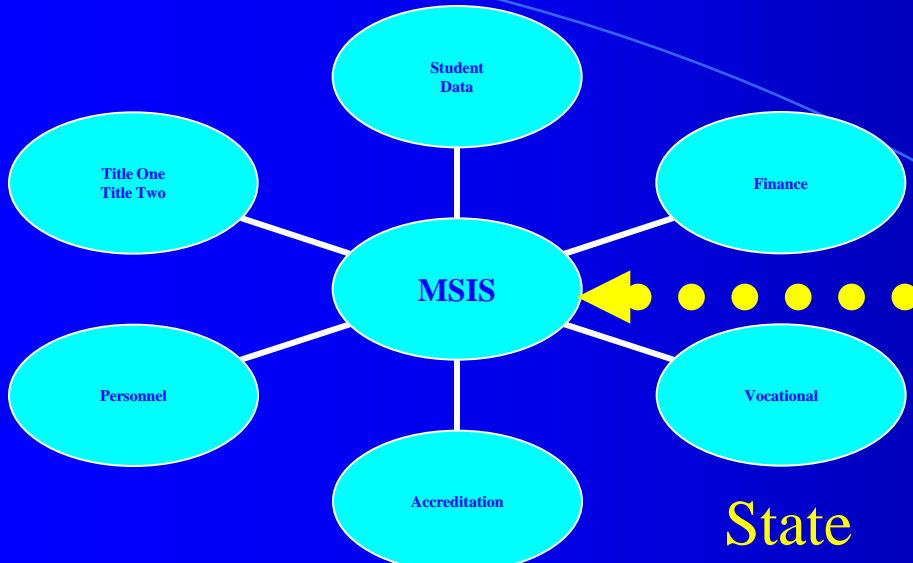 Student
Data
Title One
Title Two
Finance
MSIS
Personnel
Vocational
Accreditation
State